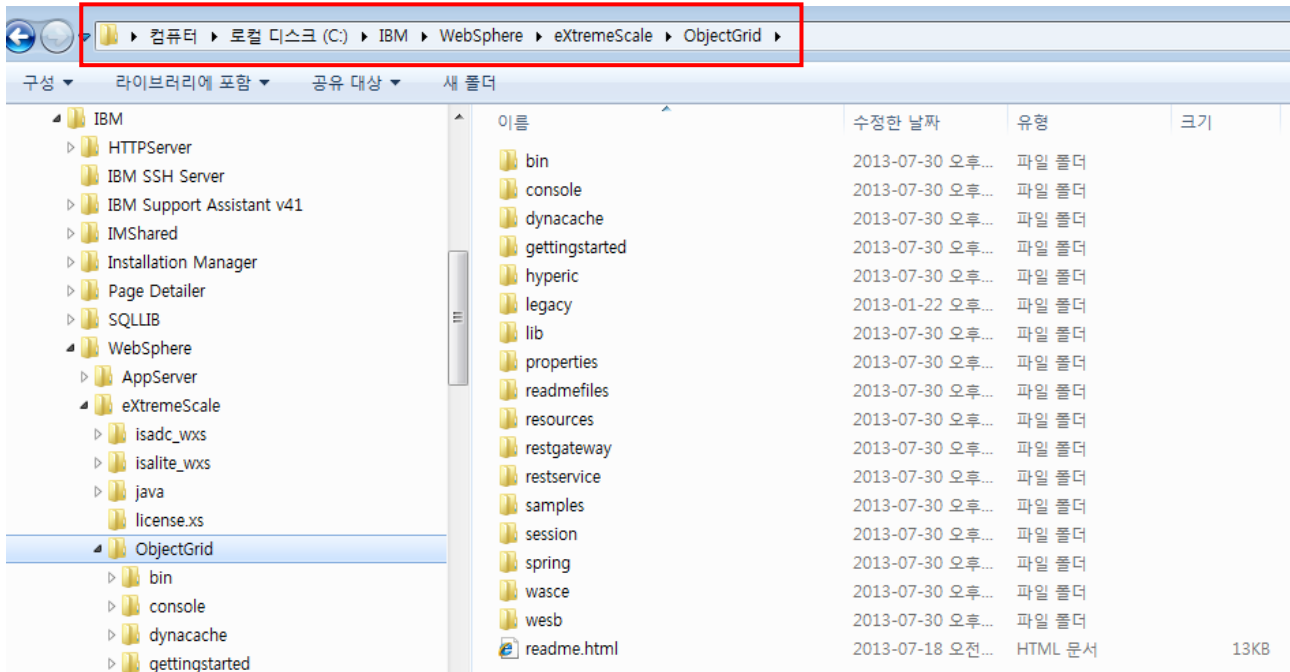 컴퓨터 ▸ 로컬 디스크 (C:) ▸ IBM ▸ WebSphere ▸ eXtremeScale ▸ ObjectGrid ▸
구성 ▼ 라이브러리에 포함 ▼ 공유 대상 ▼ 새 폴더
IBM
HTTPServer
IBM SSH Server
IBM Support Assistant v41
IMShared
Installation Manager
Page Detailer
SQLLIB
WebSphere
AppServer
eXtremeScale
isadc_wxs
isalite_wxs
java
license.xs
ObjectGrid
bin
console
dynacache
gettingstarted
이름 수정한 날짜 유형 크기
bin 2013-07-30 오후... 파일 폴더
console 2013-07-30 오후... 파일 폴더
dynacache 2013-07-30 오후... 파일 폴더
gettingstarted 2013-07-30 오후... 파일 폴더
hyperic 2013-07-30 오후... 파일 폴더
legacy 2013-01-22 오후... 파일 폴더
lib 2013-07-30 오후... 파일 폴더
properties 2013-07-30 오후... 파일 폴더
readmefiles 2013-07-30 오후... 파일 폴더
resources 2013-07-30 오후... 파일 폴더
restgateway 2013-07-30 오후... 파일 폴더
restservice 2013-07-30 오후... 파일 폴더
samples 2013-07-30 오후... 파일 폴더
session 2013-07-30 오후... 파일 폴더
spring 2013-07-30 오후... 파일 폴더
wasce 2013-07-30 오후... 파일 폴더
wesb 2013-07-30 오후... 파일 폴더
readme.html 2013-07-18 오전... HTML 문서 13KB